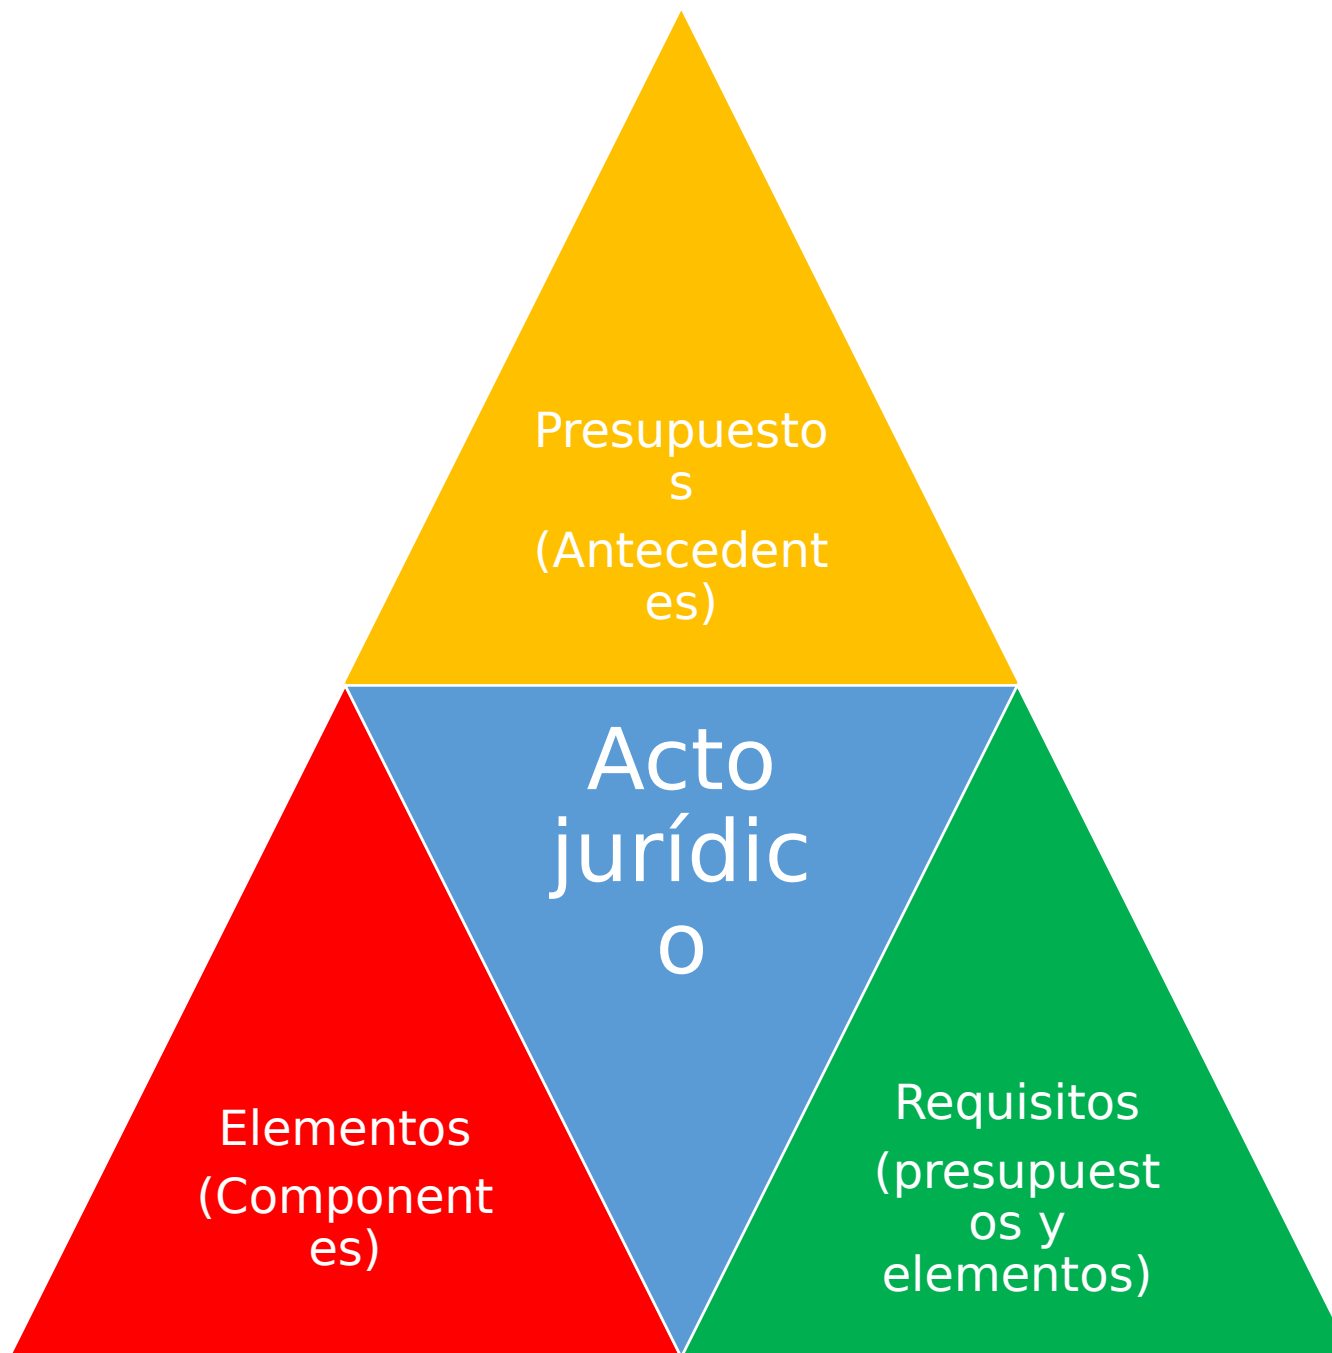 Presupuesto
s
(Antecedent
es)
Acto
jurídic
o
Elementos
(Component
es)
Requisitos
(presupuest
os y
elementos)